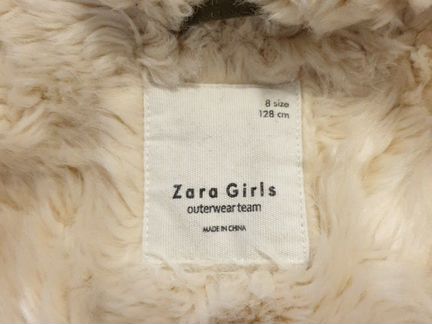 8 size
128 cm
Zara Girls
outerwear team
MADE IN CHINA